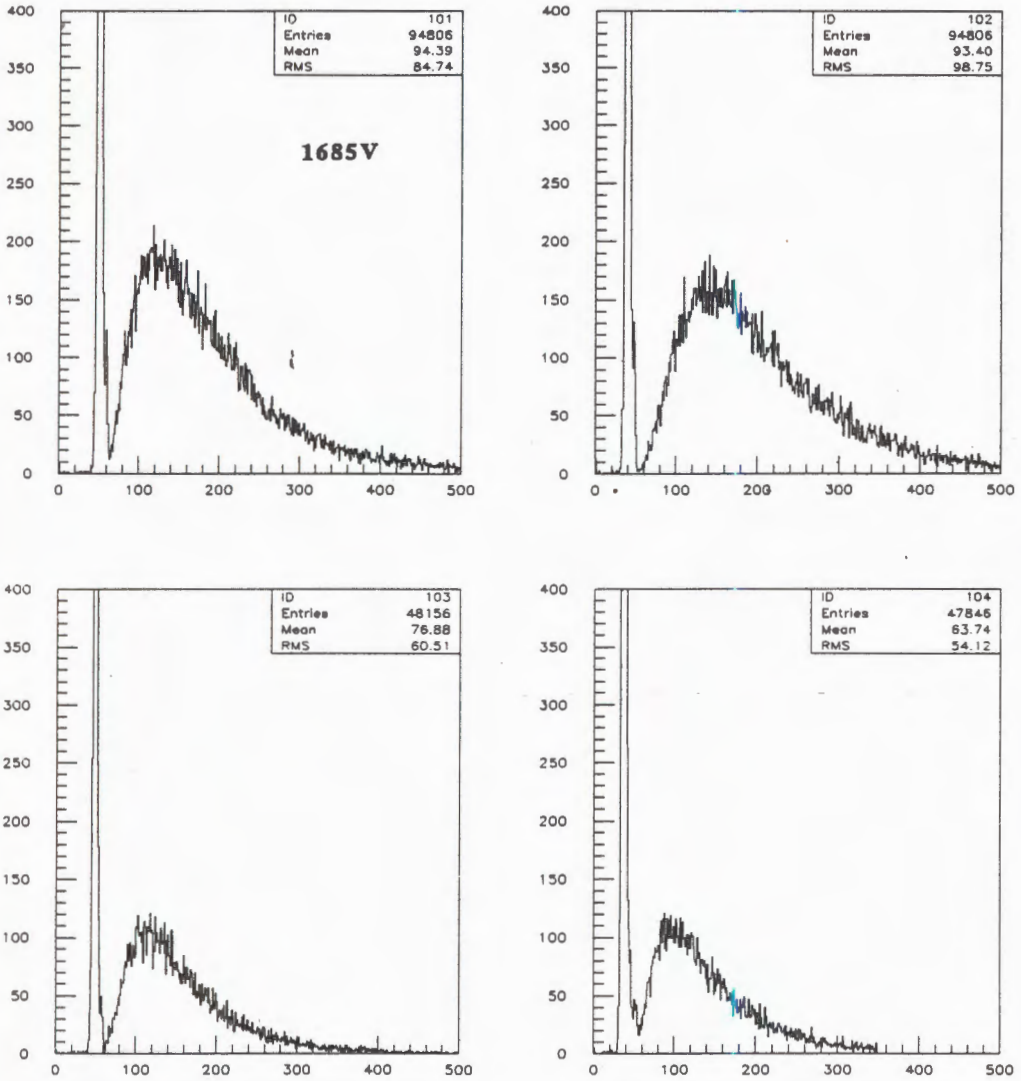 400
350
300
250
200
150
100
50
0
0 100 200 300 400 500
ID 101
Entries 94806
Mean 94.39
RMS 84.74
1685V
400
350
300
250
200
150
100
50
0
0 100 200 300 400 500
ID 102
Entries 94806
Mean 93.40
RMS 98.75
400
350
300
250
200
150
100
50
0
0 100 200 300 400 500
ID 103
Entries 48156
Mean 76.88
RMS 60.51
400
350
300
250
200
150
100
50
0
0 100 200 300 400 500
ID 104
Entries 47846
Mean 63.74
RMS 54.12